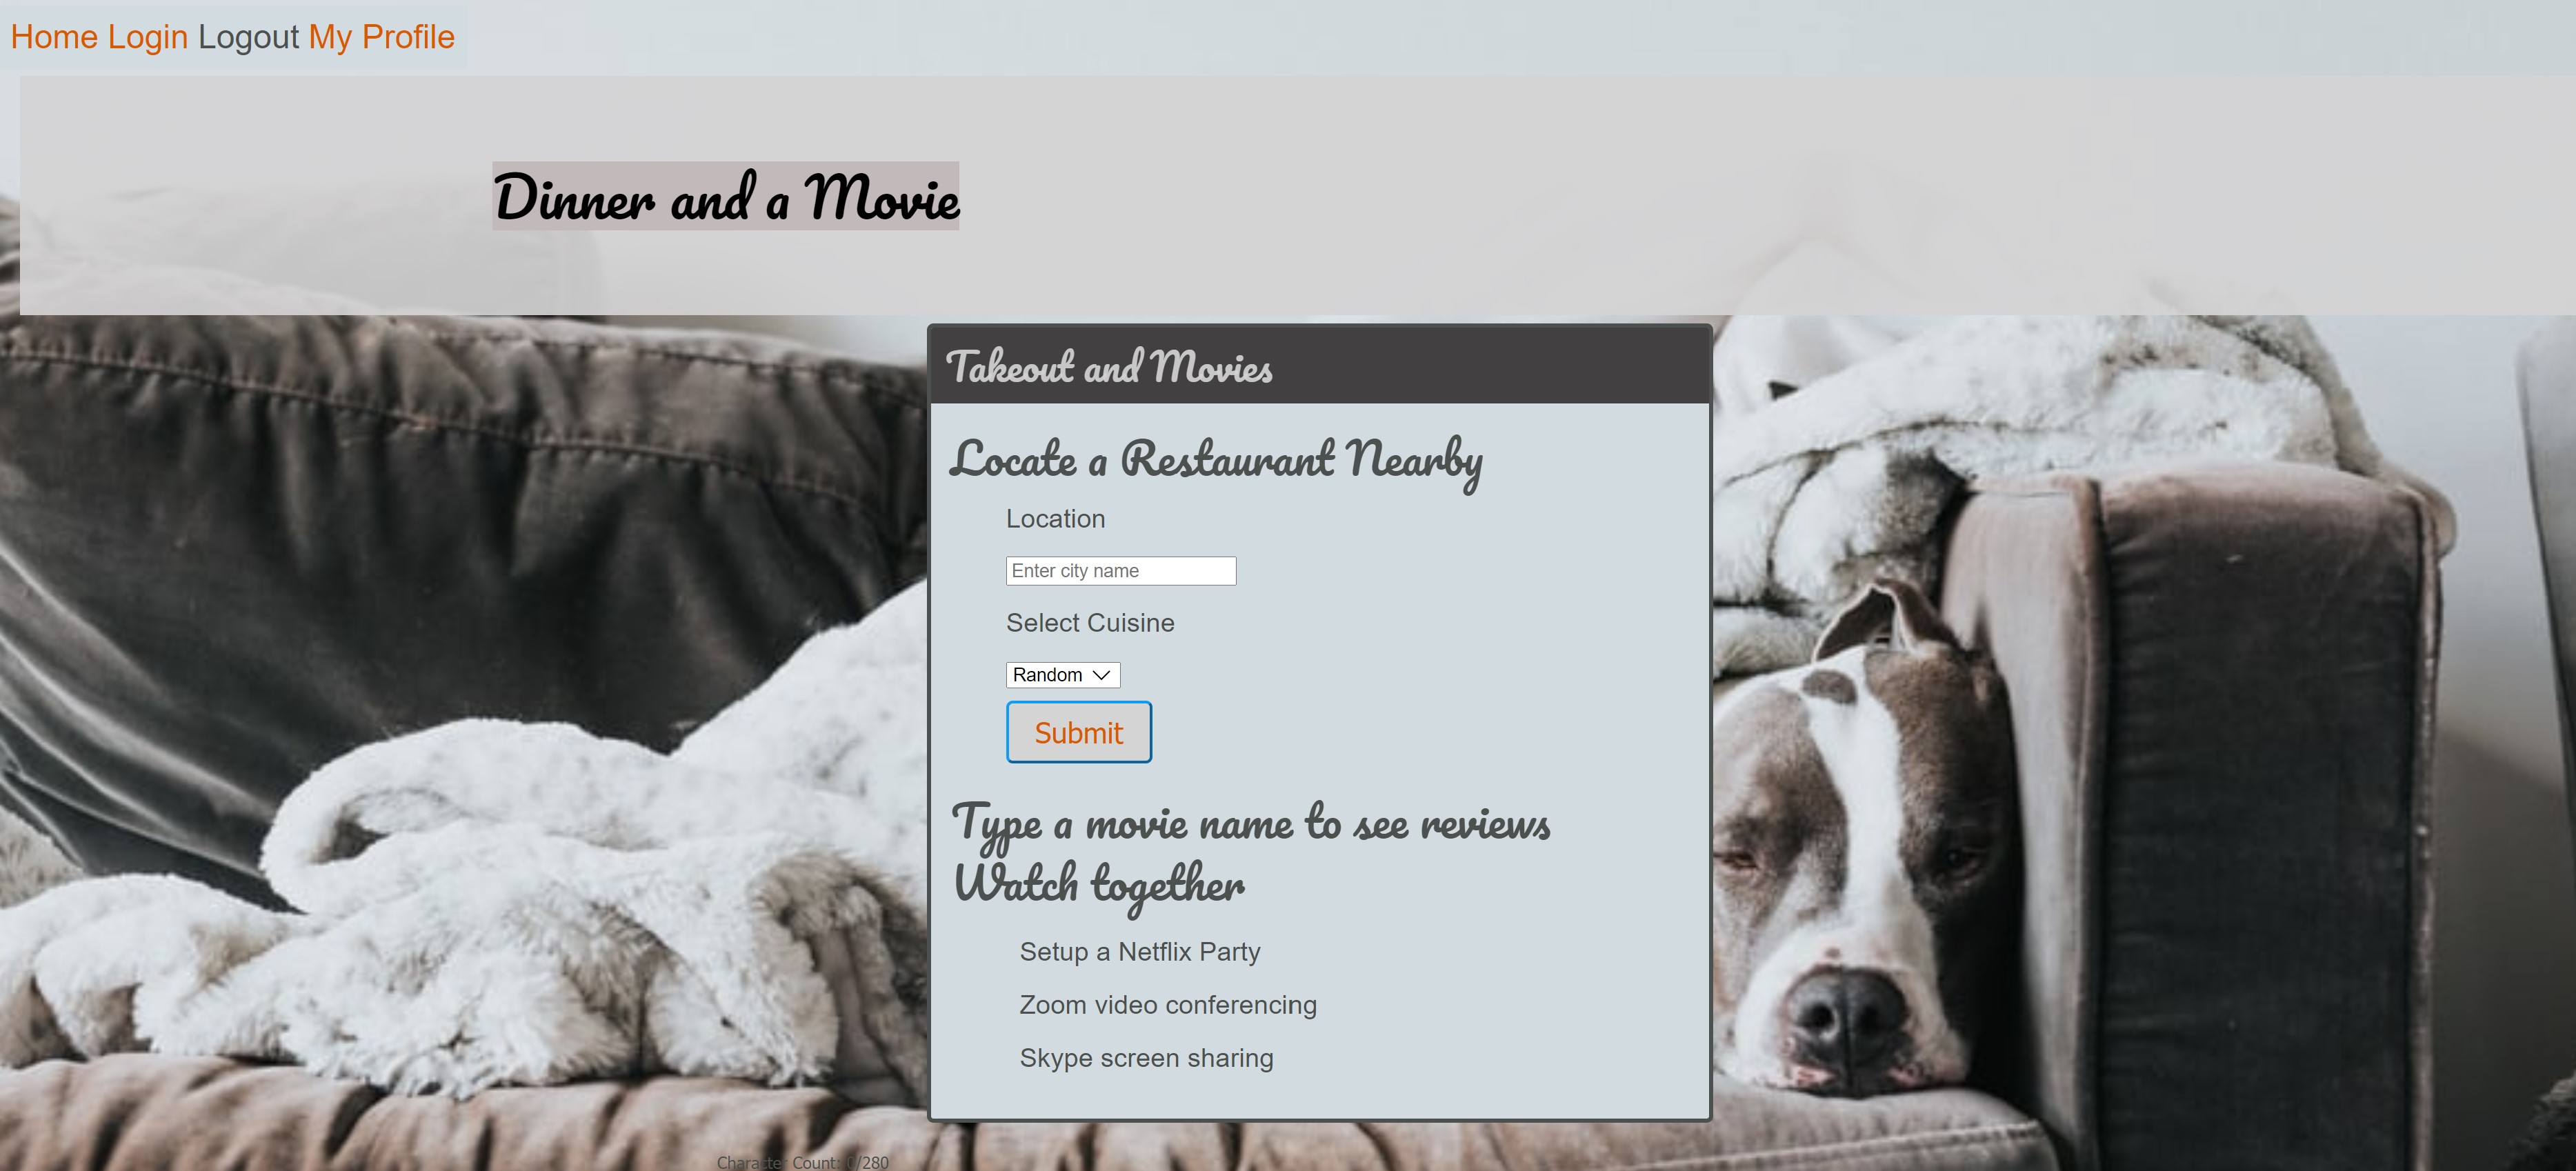 Home Login Logout My Profile
Dinner and a Movie
Takeout and Movies
Locate a Restaurant Nearby
Location
Enter city name
Select Cuisine
Random
Submit
Type a movie name to see reviews
Watch together
Setup a Netflix Party
Zoom video conferencing
Skype screen sharing
Character Count: 0/280